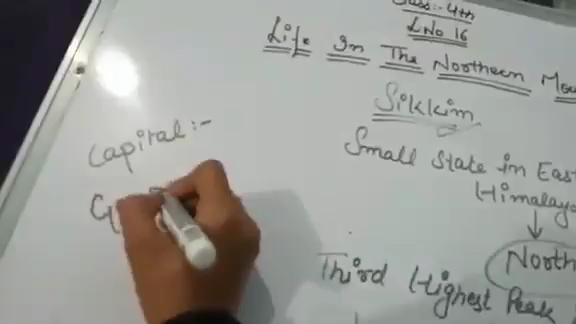 Class:- 4th
L No 16
Life In The Northern
Sikkim
Capital:-
Small State in East
Himalaya
G
North
Third Highest Peak